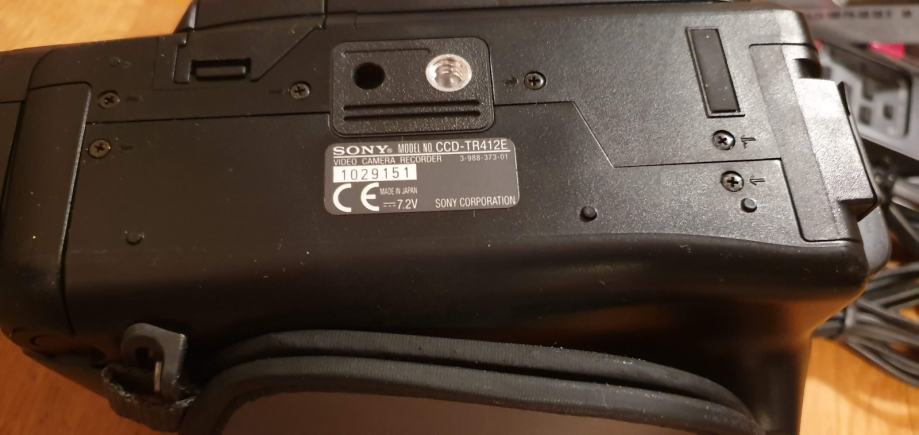 SONY® MODEL NO. CCD-TR412E
VIDEO CAMERA RECORDER 3-988-373-01
1029151
CE MADE IN JAPAN
⎓7.2V SONY CORPORATION